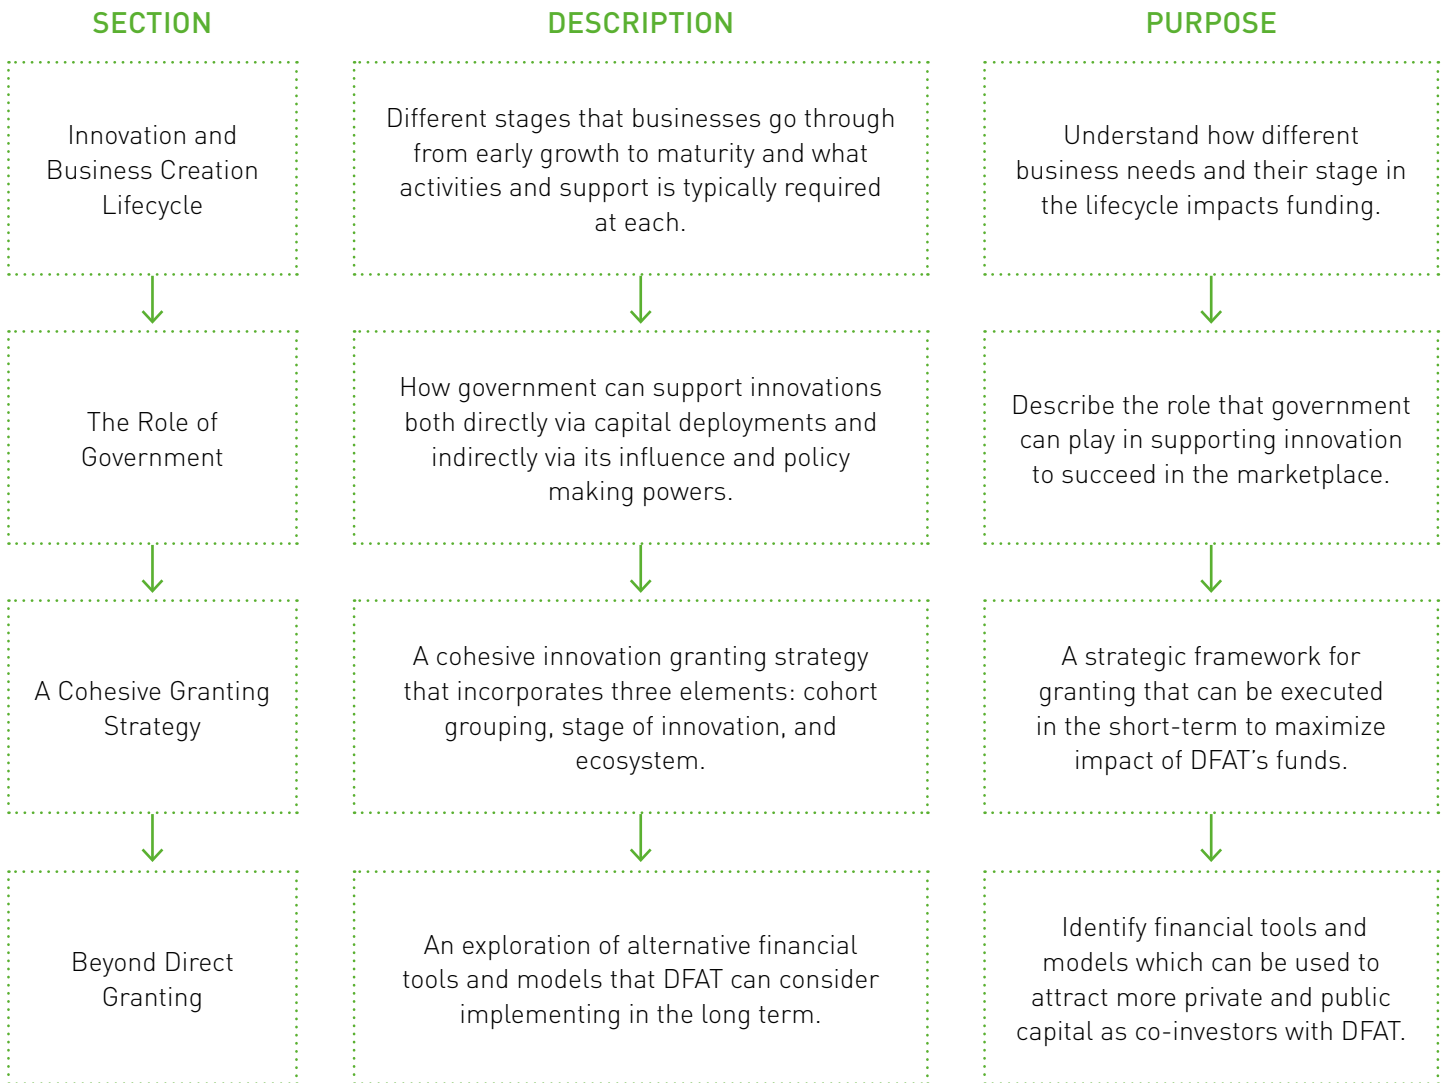 SECTION
DESCRIPTION
PURPOSE
Innovation and
Business Creation
Lifecycle
Different stages that businesses go through
from early growth to maturity and what
activities and support is typically required
at each.
Understand how different
business needs and their stage in
the lifecycle impacts funding.
The Role of
Government
How government can support innovations
both directly via capital deployments and
indirectly via its influence and policy
making powers.
Describe the role that government
can play in supporting innovation
to succeed in the marketplace.
A Cohesive Granting
Strategy
A cohesive innovation granting strategy
that incorporates three elements: cohort
grouping, stage of innovation, and
ecosystem.
A strategic framework for
granting that can be executed
in the short-term to maximize
impact of DFAT’s funds.
Beyond Direct
Granting
An exploration of alternative financial
tools and models that DFAT can consider
implementing in the long term.
Identify financial tools and
models which can be used to
attract more private and public
capital as co-investors with DFAT.